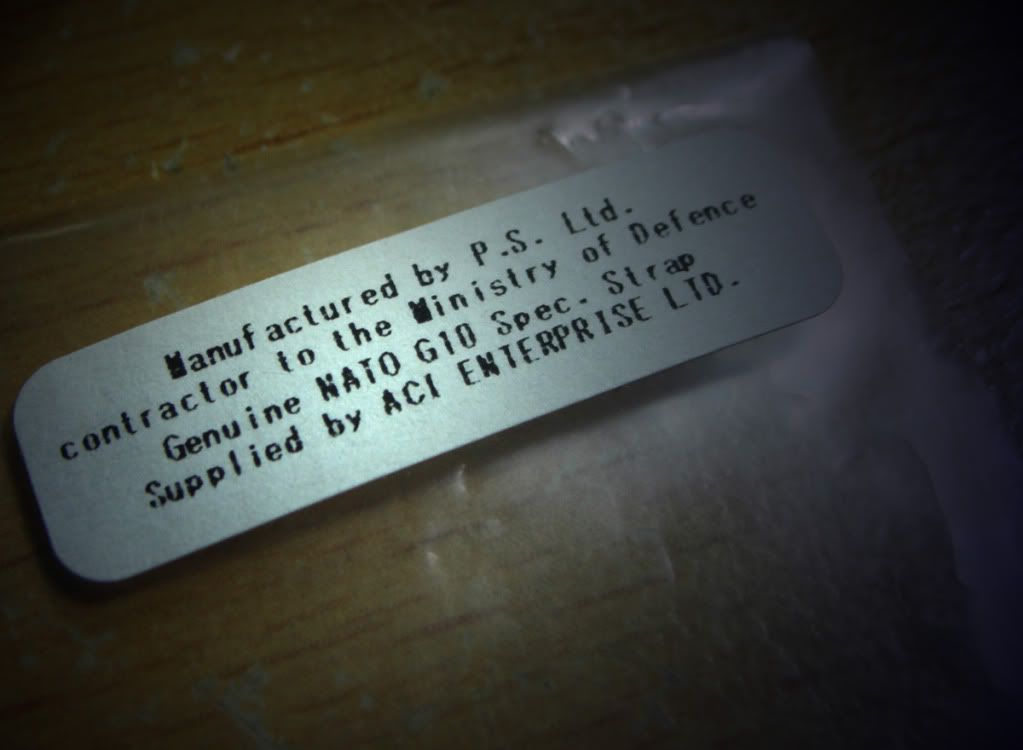 Manufactured by P.S. Ltd.
contractor to the Ministry of Defence
Genuine NATO G10 Spec. Strap
Supplied by ACI ENTERPRISE LTD.